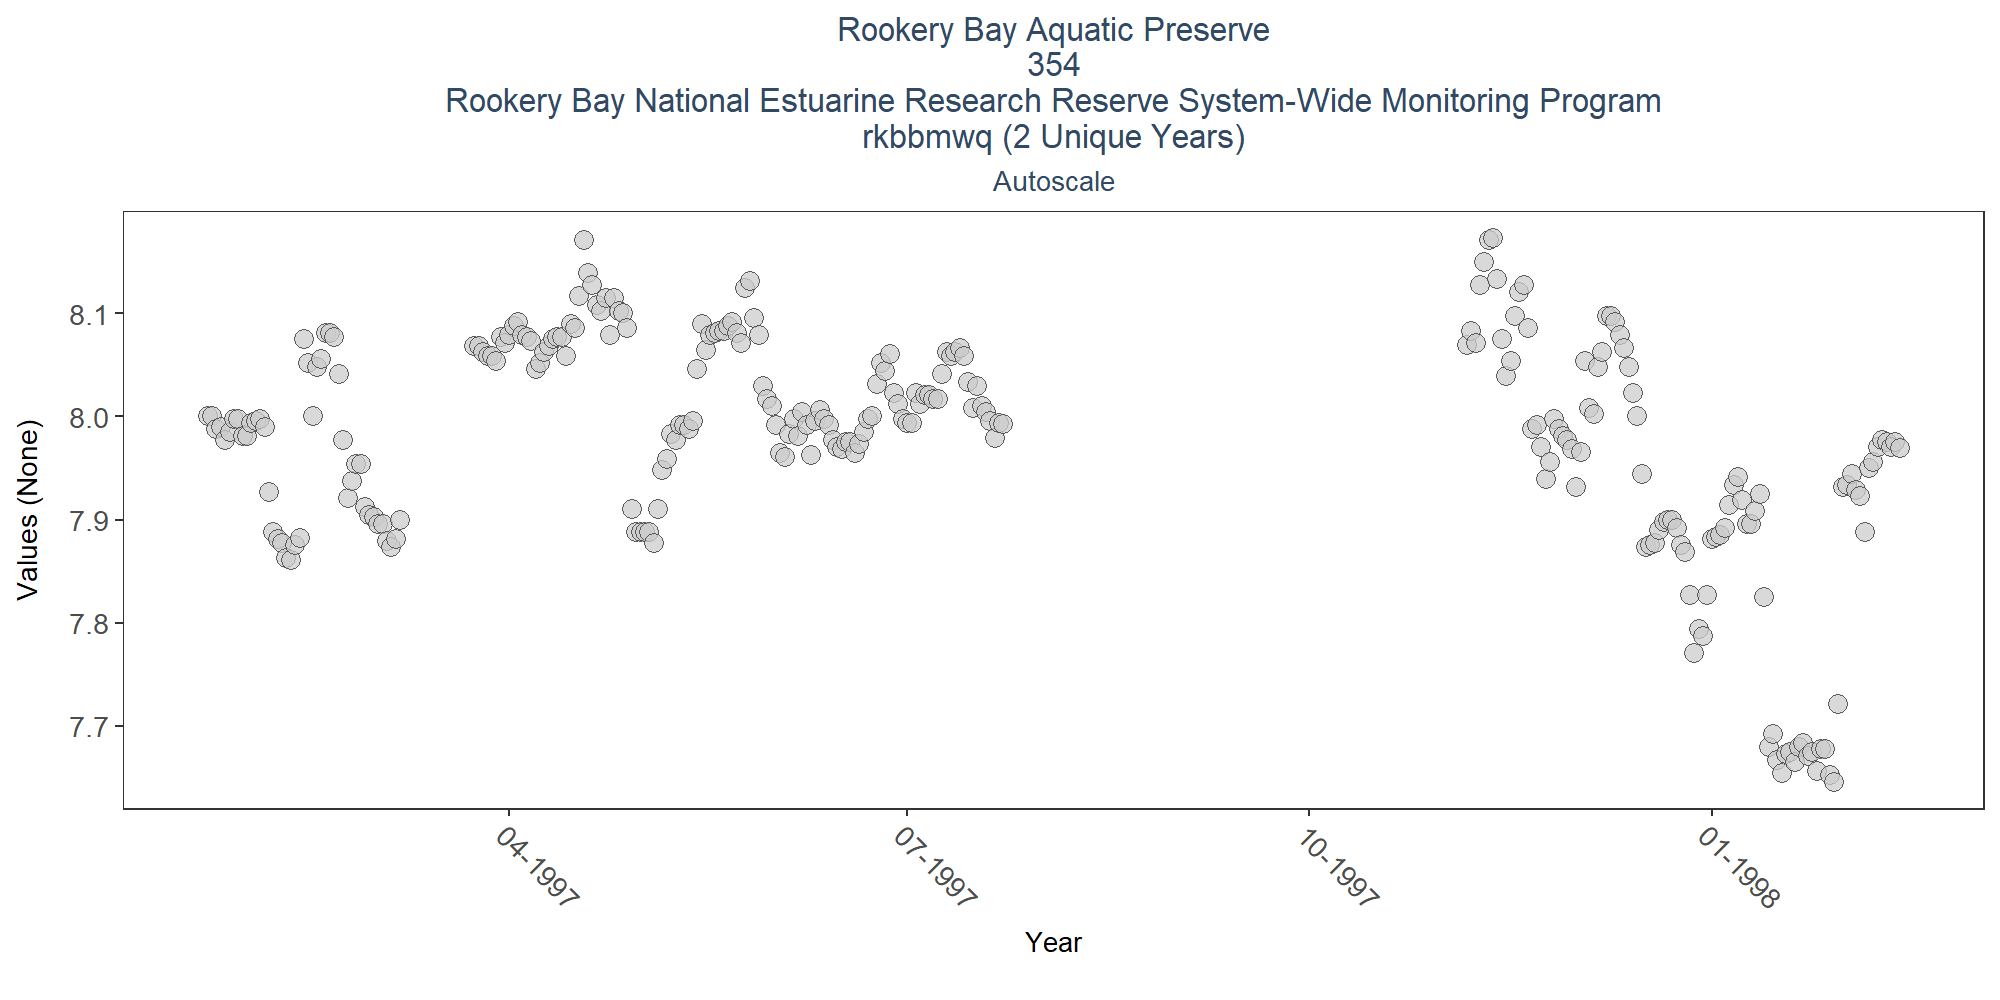 Rookery Bay Aquatic Preserve
354
Rookery Bay National Estuarine Research Reserve System-Wide Monitoring Program
rkbbmwq (2 Unique Years)
Autoscale
Values (None)
8.1
8.0
7.9
7.8
7.7
04-1997
07-1997
10-1997
01-1998
Year